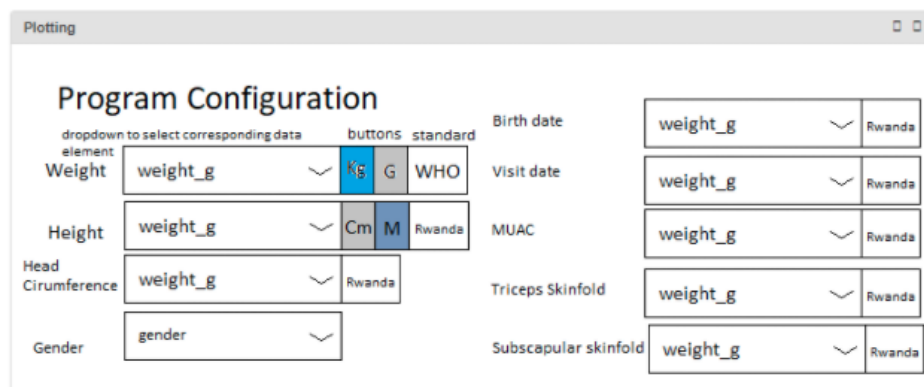 Plotting
Program Configuration
dropdown to select corresponding data element
buttons
standard
Weight
weight_g
Kg
G
WHO
Height
weight_g
Cm
M
Rwanda
Head
Cirumference
weight_g
Rwanda
Gender
gender
Birth date
weight_g
Rwanda
Visit date
weight_g
Rwanda
MUAC
weight_g
Rwanda
Triceps Skinfold
weight_g
Rwanda
Subscapular skinfold
weight_g
Rwanda